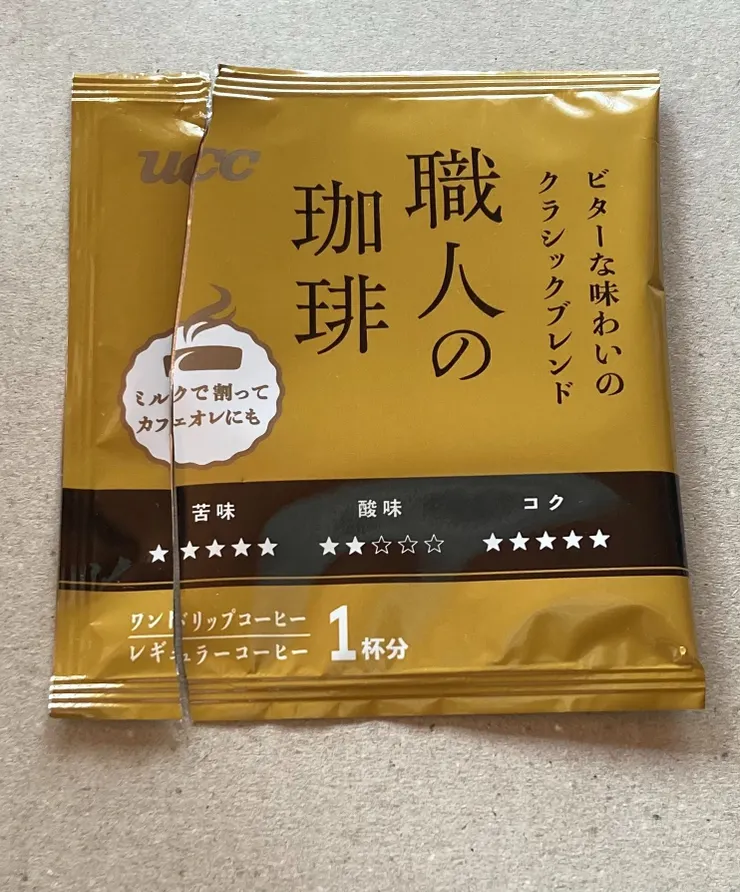 ucc
ビターな味わいの
クラシックブレンド
職人の
珈琲
ミルクで割って
カフェオレにも
苦味
★★★★★
酸味
★★☆☆☆
コク
★★★★★
ワンドリップコーヒー
レギュラーコーヒー
1杯分